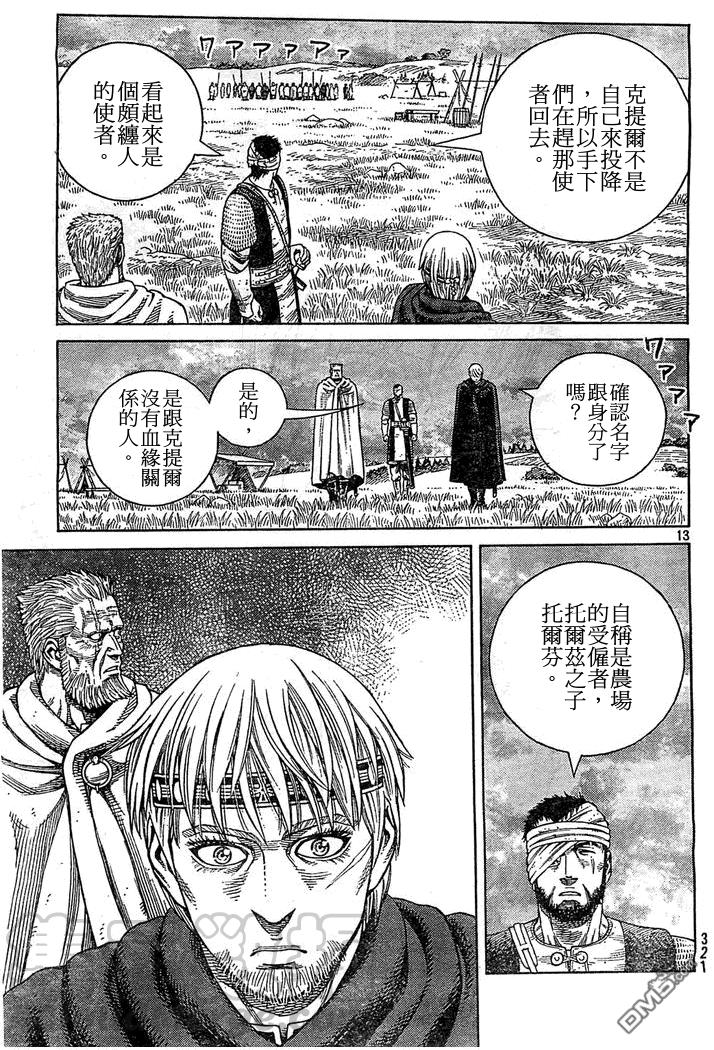 克提爾不是
自己來投降
，所以手下
們在趕那使
者回去。
看起來是
個頗纏人
的使者。
ワァァァァァ
ワァァァ
確認名字
跟身分了
嗎？
是的，
是跟克提爾
沒有血緣關
係的人。
13
自稱是農場
的受僱者，
托爾茲之子
托爾芬。
321